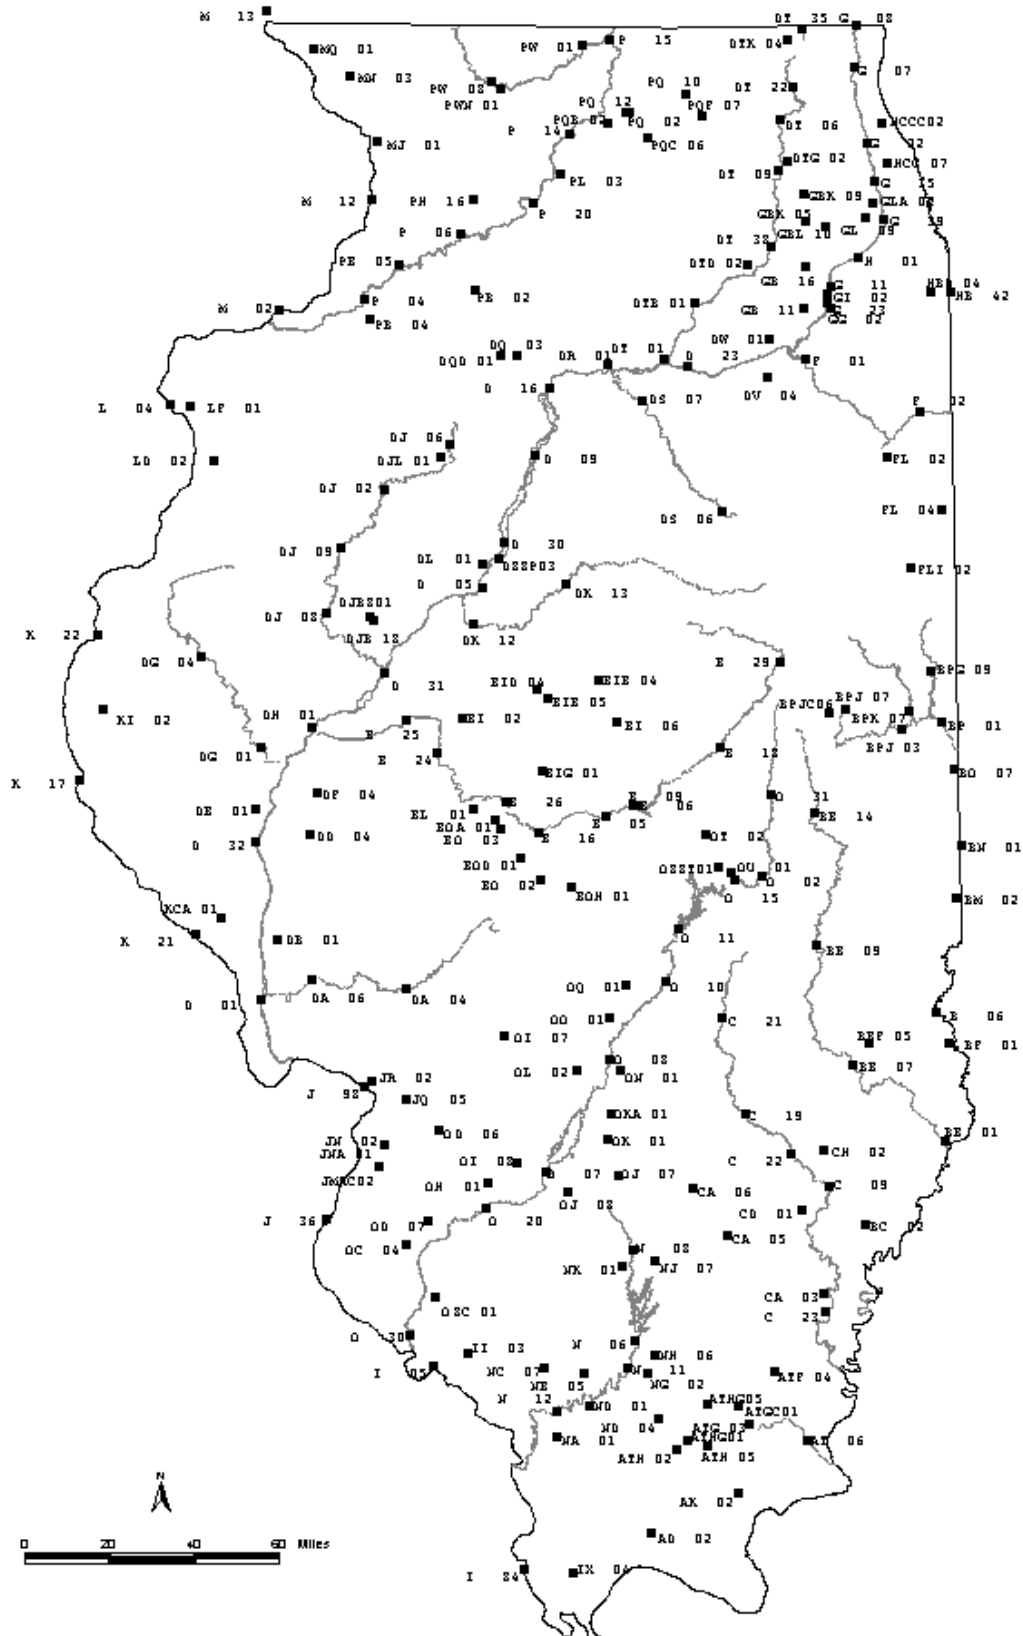 M 13
DT 35 G 08
MQ 01
PW 01 P 15
DTK 04
MN 03
G 07
PW 08
PWN 01
PQ 10
DT 22
PQ 12
PQF 07
PQ 02
P 14
PQC 06
DT 06
HCCC02
MJ 01
DTG 02
HCC 07
DT 09
PL 03
M 12
PH 16
GBK 09
P 20
GBK 05
GBL 10
P 06
DT 38
H 01
PE 05
DTD 02
GB 16
PE 02
G 11
GI 02
HB 42
M 02
P 04
DTB 01
GB 11
PE 04
DW 01
DQ 03
DQD 01
DT 01
D 23
F 01
D 16
DV 04
L 04
LF 01
DS 07
F 02
DJ 06
LD 02
DJL 01
D 09
FL 02
DJ 02
DS 06
FL 04
DJ 09
D 30
DL 01
DSSP03
FLI 02
D 05
DK 13
DJBS01
DJ 08
DJB 18
K 22
DK 12
DG 04
E 29
BPG 09
D 31
EID 04
EIE 04
EIE 05
KI 02
BPJC06
BPJ 07
BPK 07
DH 01
EI 02
EI 06
BP 01
E 25
BPJ 03
DG 01
E 24
E 18
K 17
EIG 01
BO 07
DF 04
DE 01
EL 01
E 26
E 09
E 06
O 31
BE 14
EOA 01
EO 03
E 05
D 32
DD 04
E 16
OT 02
BN 01
EOD 01
OSST01
OU 01
EO 02
EOH 01
O 02
O 15
BM 02
KCA 01
K 21
DB 01
O 11
BE 09
D 01
DA 06
DA 04
OQ 01
O 10
B 06
OO 01
C 21
OI 07
BEF 05
BF 01
O 08
BE 07
OL 02
ON 01
JR 02
J 98
JQ 05
OKA 01
C 19
OD 06
BE 01
JN 02
OK 01
JNA 01
C 22
CH 02
OI 08
JMAC02
O 07
OJ 07
OH 01
CA 06
C 09
OJ 08
J 36
OD 07
O 20
CD 01
BC 02
OC 04
CA 05
N 08
NK 01
NJ 07
OZC 01
CA 03
C 23
O 30
N 06
II 03
NH 06
I 05
NC 07
N 11
NE 05
NG 02
ATF 04
N 12
ND 01
ATHG05
ATGC01
ND 04
ATG 03
NA 01
ATHG01
AT 06
ATH 02
ATH 05
N
AK 02
AD 02
0 20 40 60 Miles
I 84
IX 04